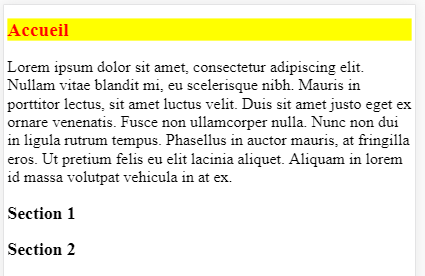 Accueil
Lorem ipsum dolor sit amet, consectetur adipiscing elit.
Nullam vitae blandit mi, eu scelerisque nibh. Mauris in
porttitor lectus, sit amet luctus velit. Duis sit amet justo eget ex
ornare venenatis. Fusce non ullamcorper nulla. Nunc non dui
in ligula rutrum tempus. Phasellus in auctor mauris, at fringilla
eros. Ut pretium felis eu elit lacinia aliquet. Aliquam in lorem
id massa volutpat vehicula in at ex.
Section 1
Section 2